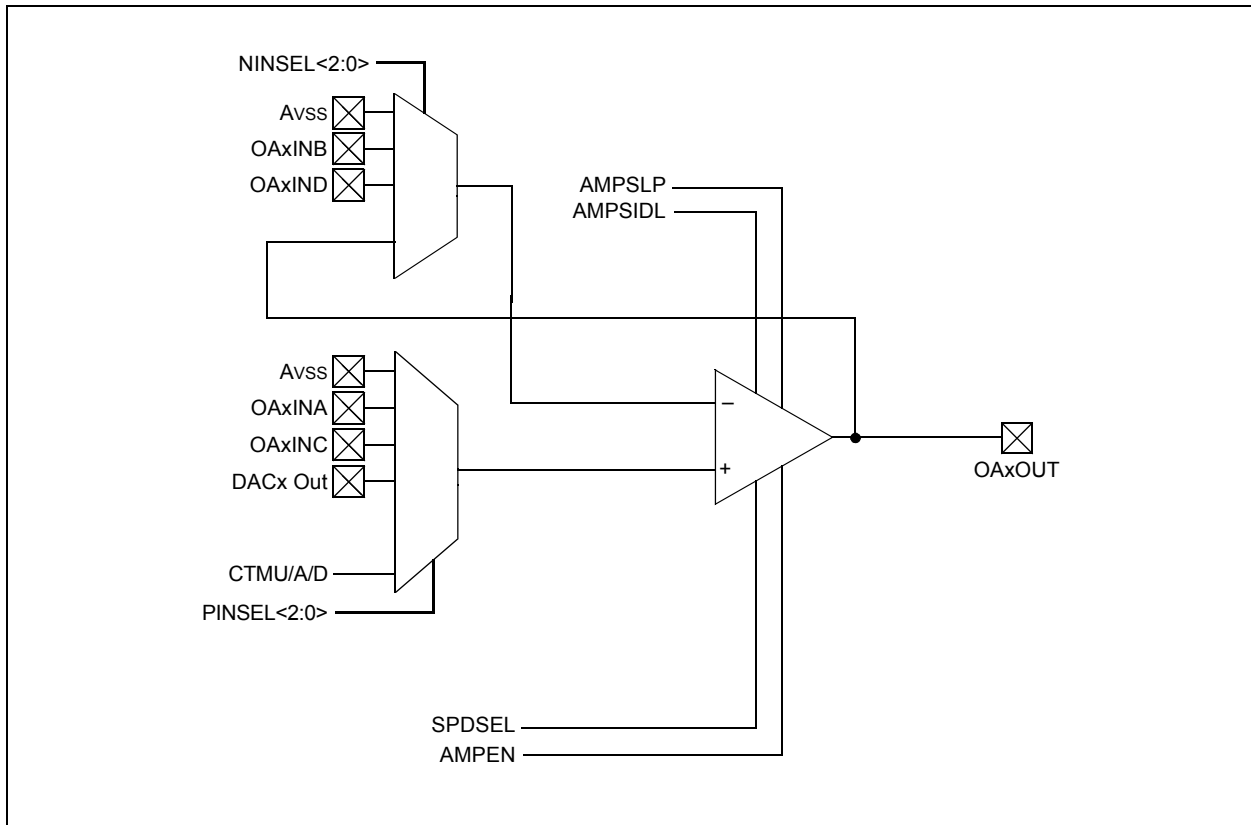 NINSEL<2:0>
AVSS
OAxINB
OAxIND
AMPSLP
AMPSIDL
AVSS
OAxINA
OAxINC
DACx Out
CTMU/A/D
PINSEL<2:0>
–
+
OAxOUT
SPDSEL
AMPEN